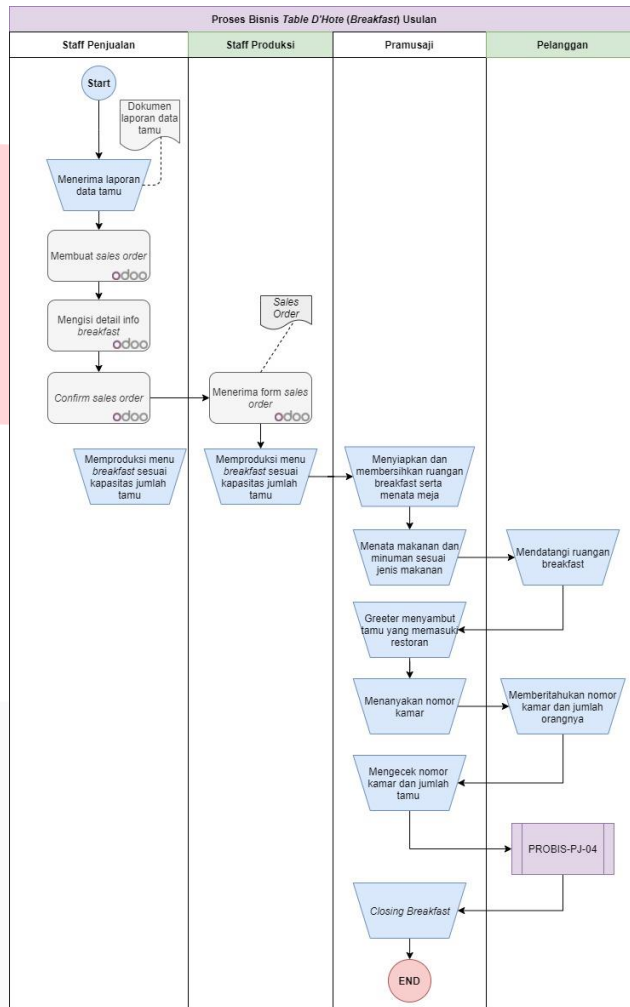 Proses Bisnis Table D'Hote (Breakfast) Usulan
Staff Penjualan
Staff Produksi
Pramusaji
Pelanggan
Start
Dokumen
laporan data
tamu
Menerima laporan
data tamu
Membuat sales order
odoo
Mengisi detail info
breakfast
odoo
Sales
Order
Confirm sales order
odoo
Menerima form sales
order
odoo
Memproduksi menu
breakfast sesuai
kapasitas jumlah
tamu
Memproduksi menu
breakfast sesuai
kapasitas jumlah
tamu
Menyiapkan dan
membersihkan ruangan
breakfast serta
menata meja
Menata makanan dan
minuman sesuai
jenis makanan
Mendatangi ruangan
breakfast
Greeter menyambut
tamu yang memasuki
restoran
Menanyakan nomor
kamar
Memberitahukan nomor
kamar dan jumlah
orangnya
Mengecek nomor
kamar dan jumlah
tamu
PROBIS-PJ-04
Closing Breakfast
END